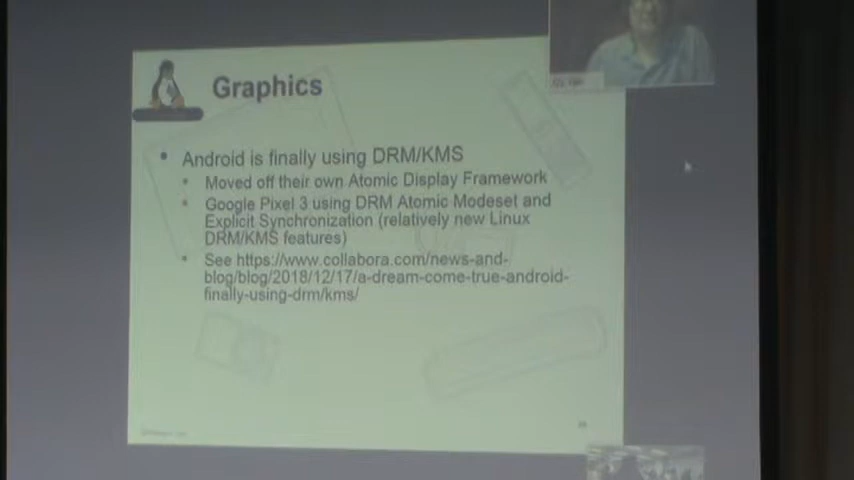 Graphics
• Android is finally using DRM/KMS
• Moved off their own Atomic Display Framework
• Google Pixel 3 using DRM Atomic Modeset and
Explicit Synchronization (relatively new Linux
DRM/KMS features)
• See https://www.collabora.com/news-and-
blog/blog/2018/12/17/a-dream-come-true-android-
finally-using-drm/kms/